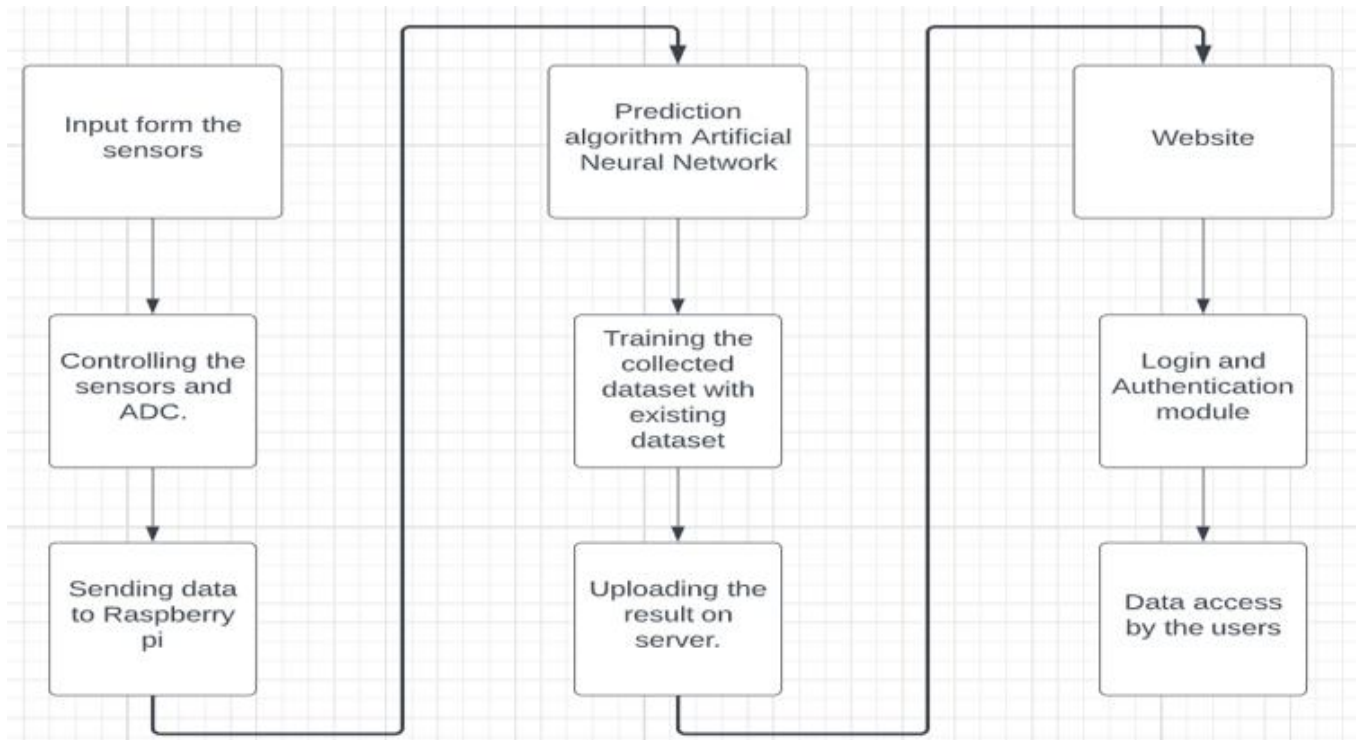 Input form the
sensors
Controlling the
sensors and
ADC.
Sending data
to Raspberry
pi
Prediction
algorithm Artificial
Neural Network
Training the
collected
dataset with
existing
dataset
Uploading the
result on
server.
Website
Login and
Authentication
module
Data access
by the users